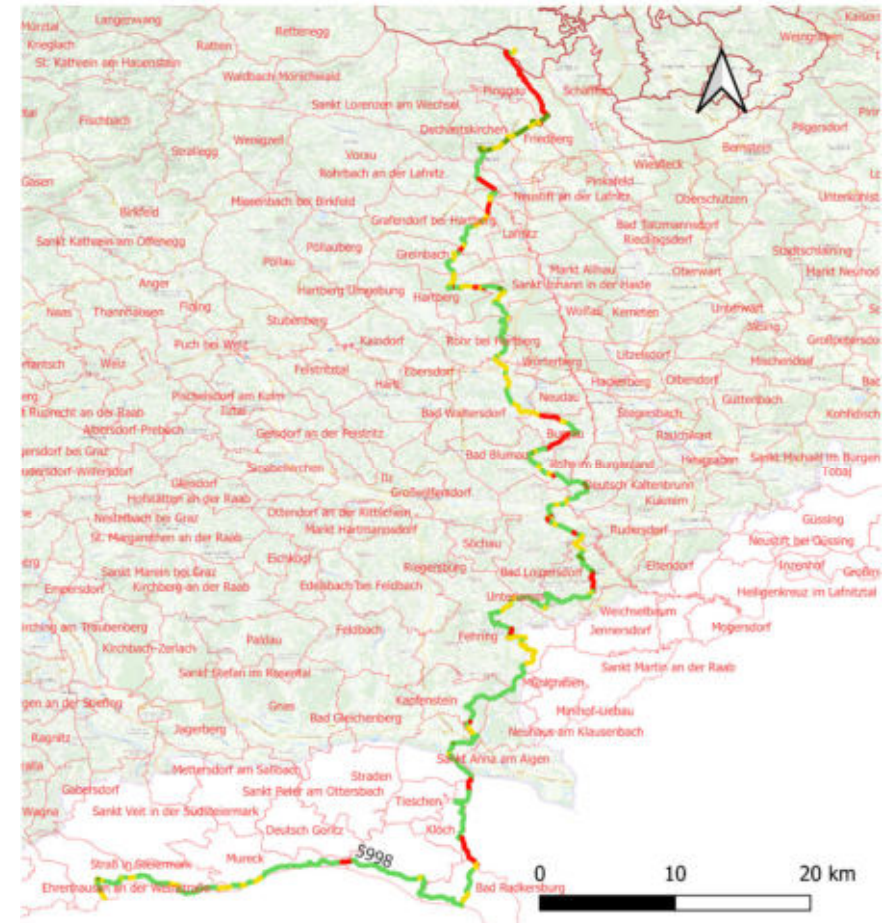 Mürztal
Langenwang
Rettenegg
Krieglach
Ratten
St. Kathrein am Hauenstein
Waldbach-Mönichwald
Pinggau
Schäffern
Sankt Lorenzen am Wechsel
Fischbach
Dechantskirchen
Friedberg
Pilgersdorf
Strallegg
Wenigzell
Vorau
Bernstein
Rohrbach an der Lafnitz
Wiesfleck
Gasen
Pinkafeld
Miesenbach bei Birkfeld
Neustift an der Lafnitz
Oberschützen
Birkfeld
Grafendorf bei Hartberg
Bad Tatzmannsdorf
Lafnitz
Riedlingsdorf
Sankt Kathrein am Offenegg
Pöllauberg
Greinbach
Stadtschlaining
Pöllau
Markt Allhau
Oberwart
Anger
Hartberg Umgebung
Hartberg
Sankt Johann in der Haide
Naas
Thannhausen
Floing
Wolfau
Kemeten
Unterwart
Stubenberg
Puch bei Weiz
Kaindorf
Rohr bei Hartberg
Litzelsdorf
Weiz
Feistritztal
Ebersdorf
Wörterberg
Mischendorf
Hartl
Hackerberg
Ollendorf
Pischelsdorf am Kulm
Neudau
Güttenbach
Ilztal
Bad Waltersdorf
Stegersbach
Albersdorf-Prebuch
Gersdorf an der Feistritz
Burgau
Rauchwart
Bad Blumau
Sinabelkirchen
Rohr im Burgenland
Tobaj
Gleisdorf
Ilz
Deutsch Kaltenbrunn
Hofstätten an der Raab
Großwilfersdorf
Kukmirn
Nestelbach bei Graz
Ottendorf an der Rittschein
Güssing
St. Margarethen an der Raab
Markt Hartmannsdorf
Rudersdorf
Neustift bei Güssing
Söchau
Eichkögl
Eltendorf
Inzenhof
Sankt Marein bei Graz
Riegersburg
Bad Loipersdorf
Empersdorf
Kirchberg an der Raab
Edelsbach bei Feldbach
Heiligenkreuz im Lafnitztal
Unterlamm
Weichselbaum
Feldbach
Jennersdorf
Mogersdorf
Kirchbach-Zerlach
Paldau
Fehring
Sankt Martin an der Raab
Sankt Stefan im Rosental
Mühlgraben
Gnas
Kapfenstein
Minihof-Liebau
Jagerberg
Bad Gleichenberg
Neuhaus am Klausenbach
Ragnitz
Sankt Anna am Aigen
Mettersdorf am Saßbach
Straden
Gabersdorf
Sankt Peter am Ottersbach
Tieschen
Wagna
Sankt Veit in der Südsteiermark
Deutsch Goritz
Klöch
S998
Mureck
Straß in Steiermark
Ehrenhausen an der Weinstraße
Bad Radkersburg
0 10 20 km